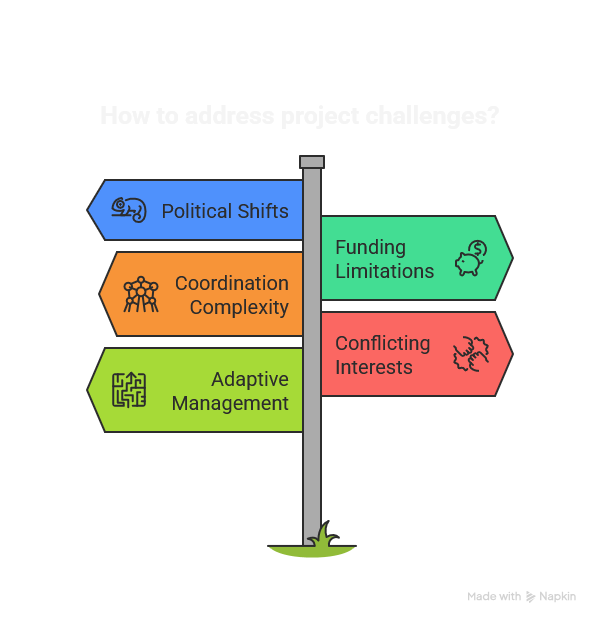 How to address project challenges?
Political Shifts
Funding
Limitations
Coordination
Complexity
Conflicting
Interests
Adaptive
Management
Made with Napkin